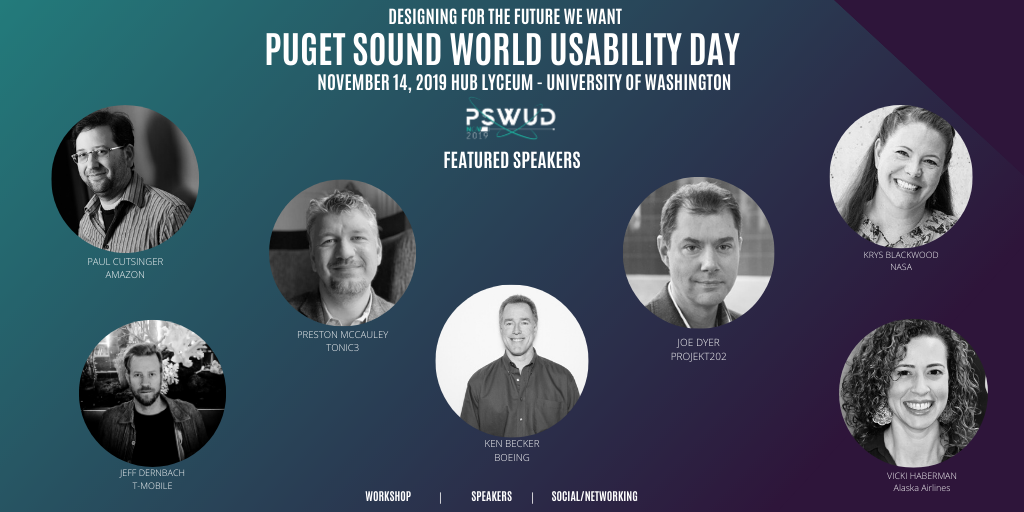 DESIGNING FOR THE FUTURE WE WANT
PUGET SOUND WORLD USABILITY DAY
NOVEMBER 14, 2019 HUB LYCEUM - UNIVERSITY OF WASHINGTON
PSWUD
2019
FEATURED SPEAKERS
PAUL CUTSINGER
AMAZON
PRESTON MCCAULEY
TONIC3
JOE DYER
PROJEKT202
KRYS BLACKWOOD
NASA
JEFF DERNBACH
T-MOBILE
KEN BECKER
BOEING
VICKI HABERMAN
Alaska Airlines
WORKSHOP | SPEAKERS | SOCIAL/NETWORKING